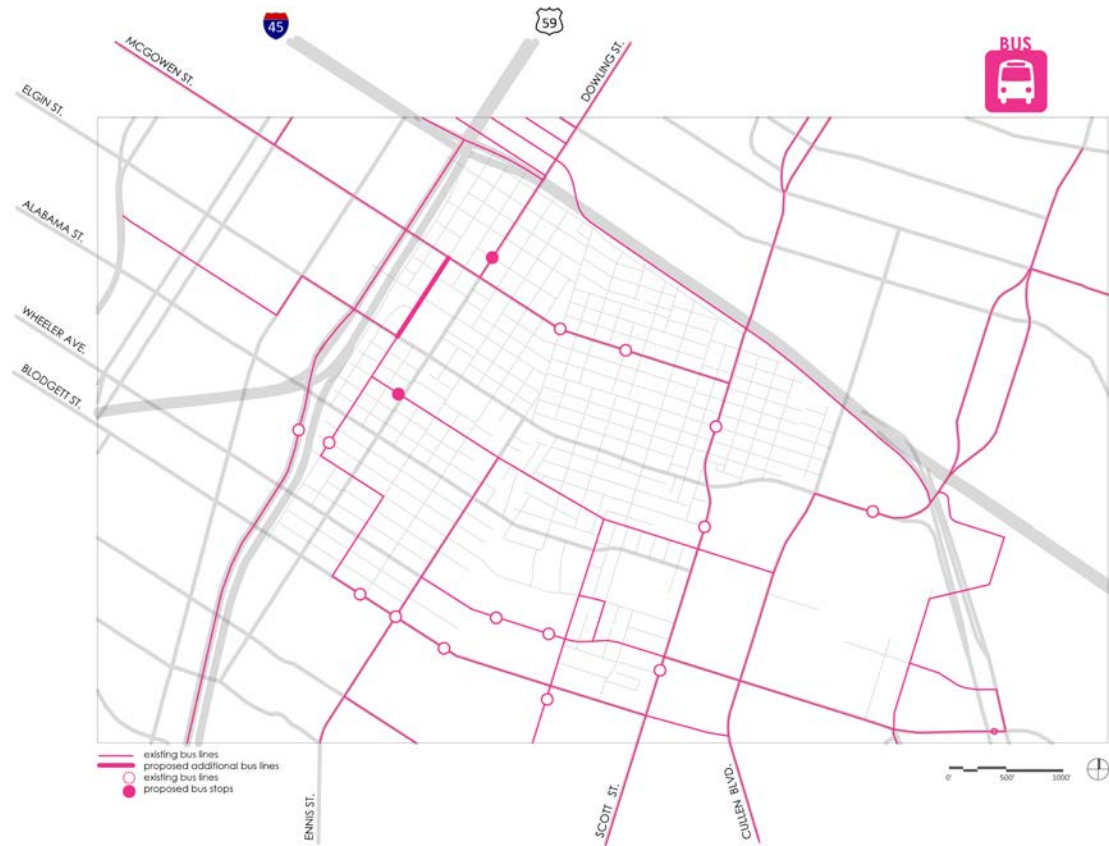 45
59
BUS
MCGOWEN ST.
DOWLING ST.
ELGIN ST.
ALABAMA ST.
WHEELER AVE.
BLODGETT ST.
existing bus lines
proposed additional bus lines
existing bus lines
proposed bus stops
ENNIS ST.
SCOTT ST.
CULLEN BLVD.
0'
500'
1000'